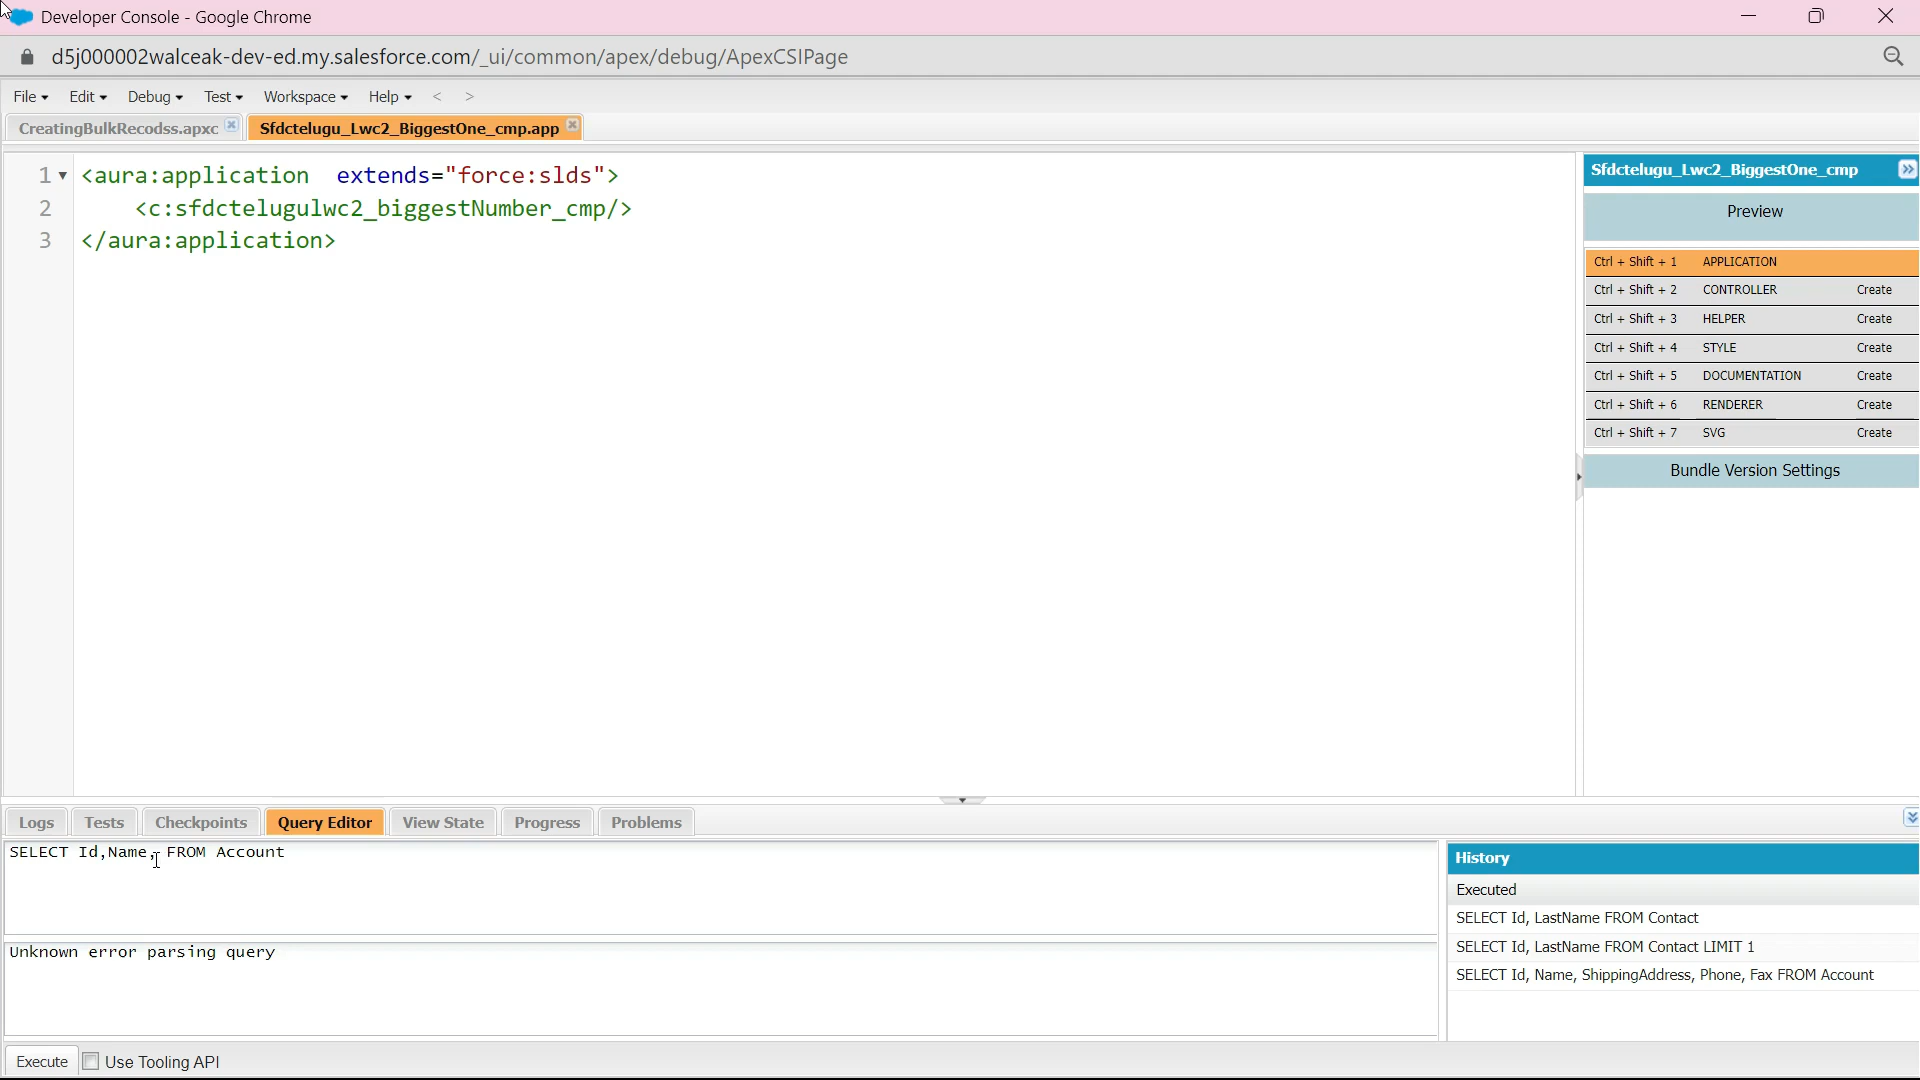 Developer Console - Google Chrome
d5j000002walceak-dev-ed.my.salesforce.com/_ui/common/apex/debug/ApexCSIPage
File Edit Debug Test Workspace Help < >
CreatingBulkRecodss.apxc Sfdctelugu_Lwc2_BiggestOne_cmp.app
1 <aura:application extends="force:slds">
2 <c:sfdctelugulwc2_biggestNumber_cmp/>
3 </aura:application>
Sfdctelugu_Lwc2_BiggestOne_cmp
Preview
Ctrl + Shift + 1 APPLICATION
Ctrl + Shift + 2 CONTROLLER Create
Ctrl + Shift + 3 HELPER Create
Ctrl + Shift + 4 STYLE Create
Ctrl + Shift + 5 DOCUMENTATION Create
Ctrl + Shift + 6 RENDERER Create
Ctrl + Shift + 7 SVG Create
Bundle Version Settings
Logs Tests Checkpoints Query Editor View State Progress Problems
SELECT Id,Name, FROM Account
Unknown error parsing query
History
Executed
SELECT Id, LastName FROM Contact
SELECT Id, LastName FROM Contact LIMIT 1
SELECT Id, Name, ShippingAddress, Phone, Fax FROM Account
Execute Use Tooling API